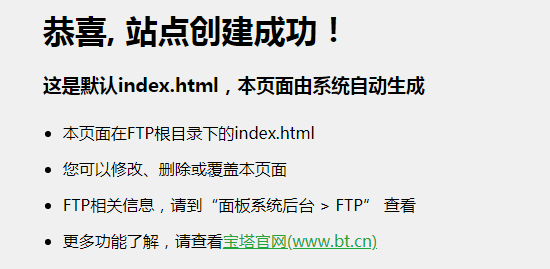 恭喜, 站点创建成功！
这是默认index.html，本页面由系统自动生成
本页面在FTP根目录下的index.html
您可以修改、删除或覆盖本页面
FTP相关信息，请到“面板系统后台 > FTP” 查看
更多功能了解，请查看宝塔官网(www.bt.cn)